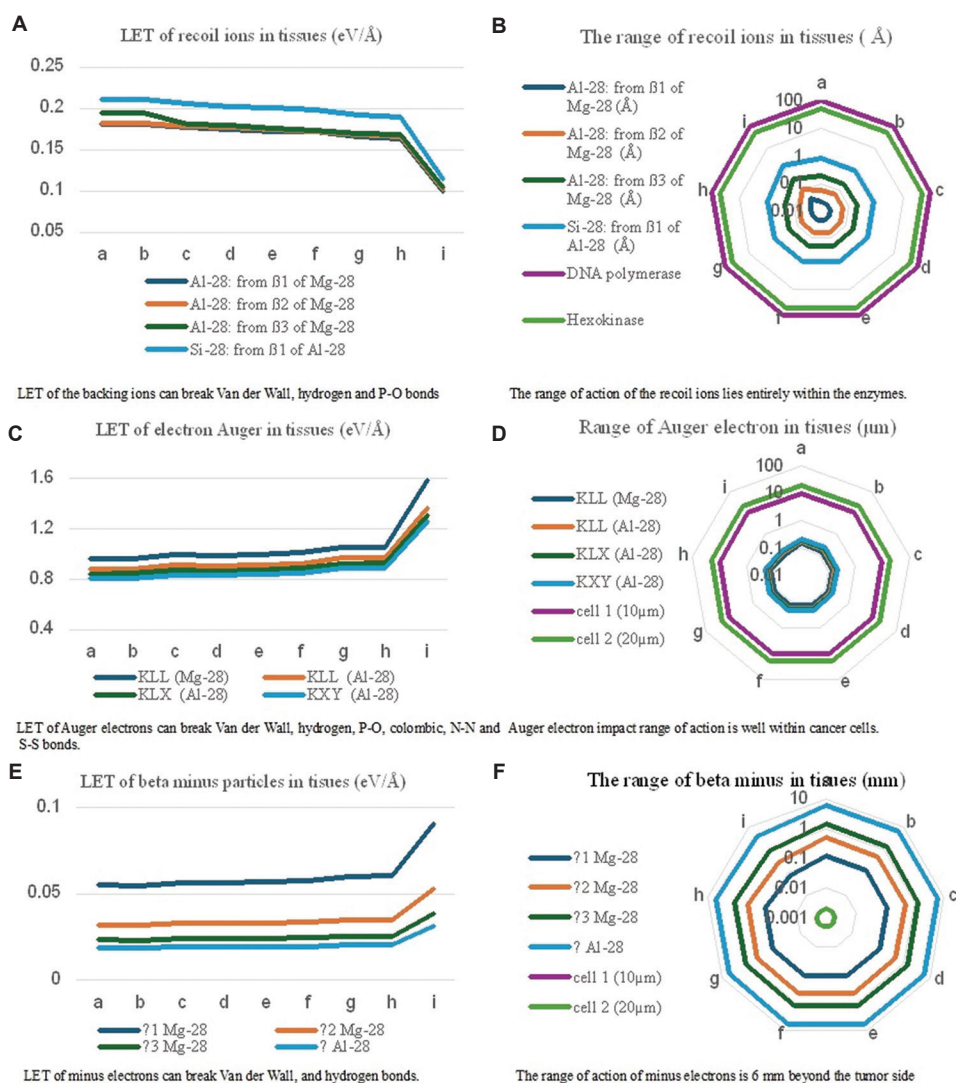 A
LET of recoil ions in tissues (eV/Å)
0.25
0.2
0.15
0.1
0.05
a b c d e f g h i
Al-28: from ß1 of Mg-28
Al-28: from ß2 of Mg-28
Al-28: from ß3 of Mg-28
Si-28: from ß1 of Al-28
LET of the backing ions can break Van der Wall, hydrogen and P-O bonds
B
The range of recoil ions in tissues ( Å)
Al-28: from ß1 of
Mg-28 (Å)
Al-28: from ß2 of
Mg-28 (Å)
Al-28: from ß3 of
Mg-28 (Å)
Si-28: from ß1 of
Al-28 (Å)
DNA polymerase
Hexokinase
100
10
1
0.1
0.01
a
b
c
d
e
f
g
h
i
The range of action of the recoil ions lies entirely within the enzymes.
C
LET of electron Auger in tissues (eV/Å)
1.6
1.2
0.8
0.4
a b c d e f g h i
KLL (Mg-28) KLL (Al-28)
KLX (Al-28) KXY (Al-28)
LET of Auger electrons can break Van der Wall, hydrogen, P-O, colombic, N-N and
S-S bonds.
D
Range of Auger electron in tisues (µm)
KLL (Mg-28)
KLL (Al-28)
KLX (Al-28)
KXY (Al-28)
cell 1 (10µm)
cell 2 (20µm)
100
10
1
0.1
0.01
a
b
c
d
e
f
g
h
i
Auger electron impact range of action is well within cancer cells.
E
LET of beta minus particles in tisues (eV/Å)
0.1
0.05
0
a b c d e f g h i
?1 Mg-28 ?2 Mg-28
?3 Mg-28 ? Al-28
LET of minus electrons can break Van der Wall, and hydrogen bonds.
F
The range of beta minus in tisues (mm)
?1 Mg-28
?2 Mg-28
?3 Mg-28
? Al-28
cell 1 (10µm)
cell 2 (20µm)
10
1
0.1
0.01
0.001
a
b
c
d
e
f
g
h
i
The range of action of minus electrons is 6 mm beyond the tumor side